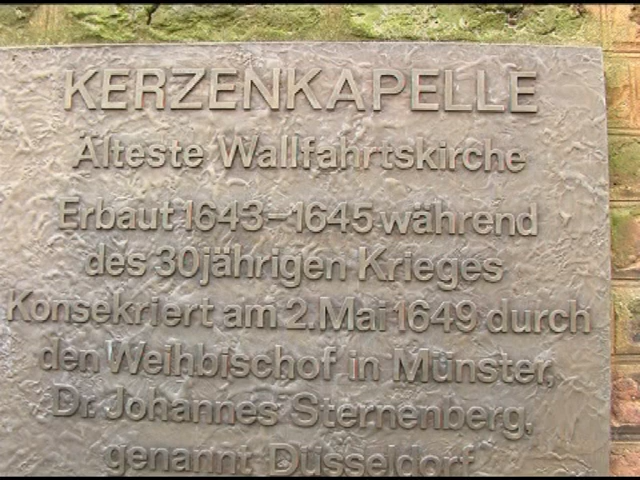 KERZENKAPELLE
Älteste Wallfahrtskirche
Erbaut 1643-1645 während
des 30jährigen Krieges
Konsekriert am 2. Mai 1649 durch
den Weihbischof in Münster,
Dr. Johannes Sternenberg,
genannt Düsseldorf